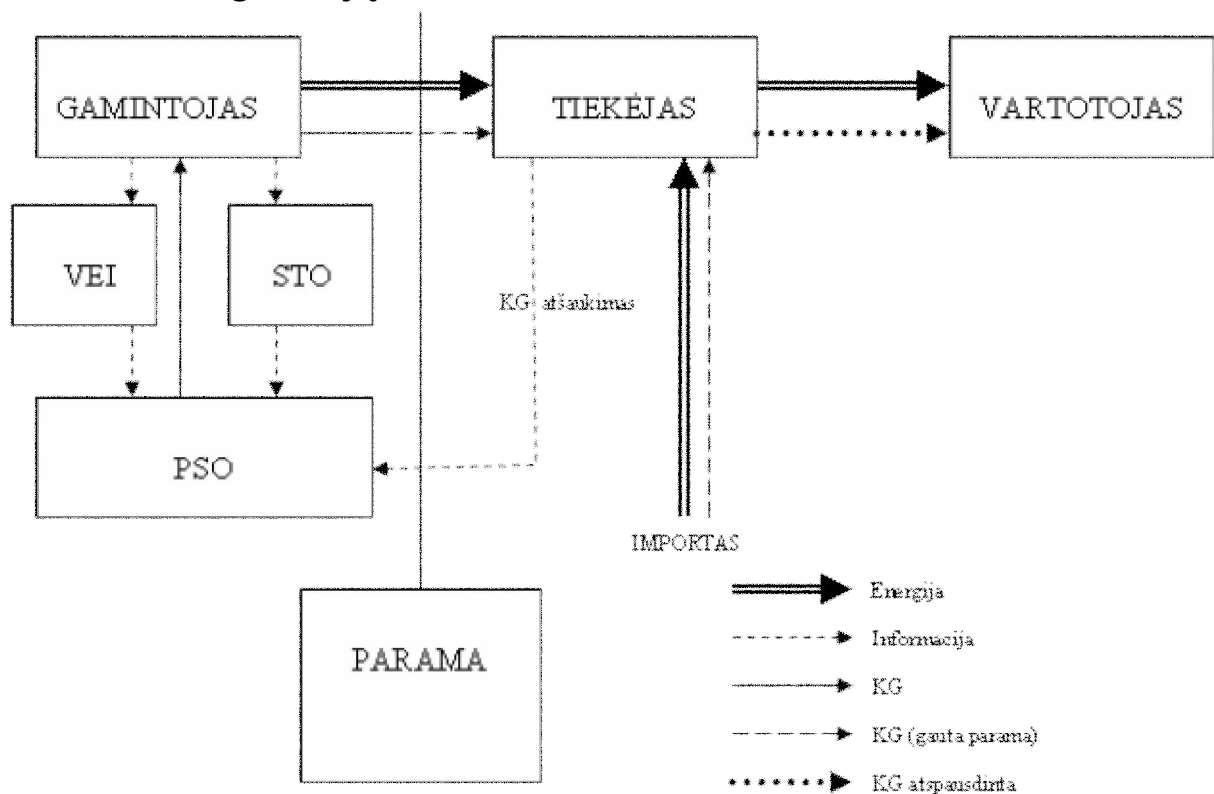 GAMINTOJAS
TIEKĖJAS
VARTOTOJAS
VEI
STO
KG atšaukimas
PSO
IMPORTAS
PARAMA
Energija
Informacija
KG
KG (gauta parama)
KG atspausdinta